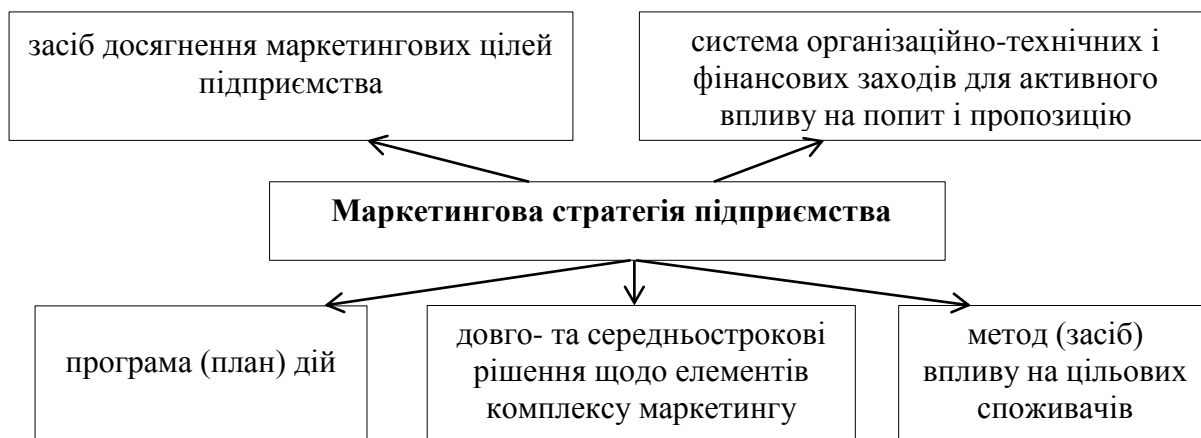 засіб досягнення маркетингових цілей
підприємства
система організаційно-технічних і
фінансових заходів для активного
впливу на попит і пропозицію
Маркетингова стратегія підприємства
програма (план) дій
довго- та середньострокові
рішення щодо елементів
комплексу маркетингу
метод (засіб)
впливу на цільових
споживачів